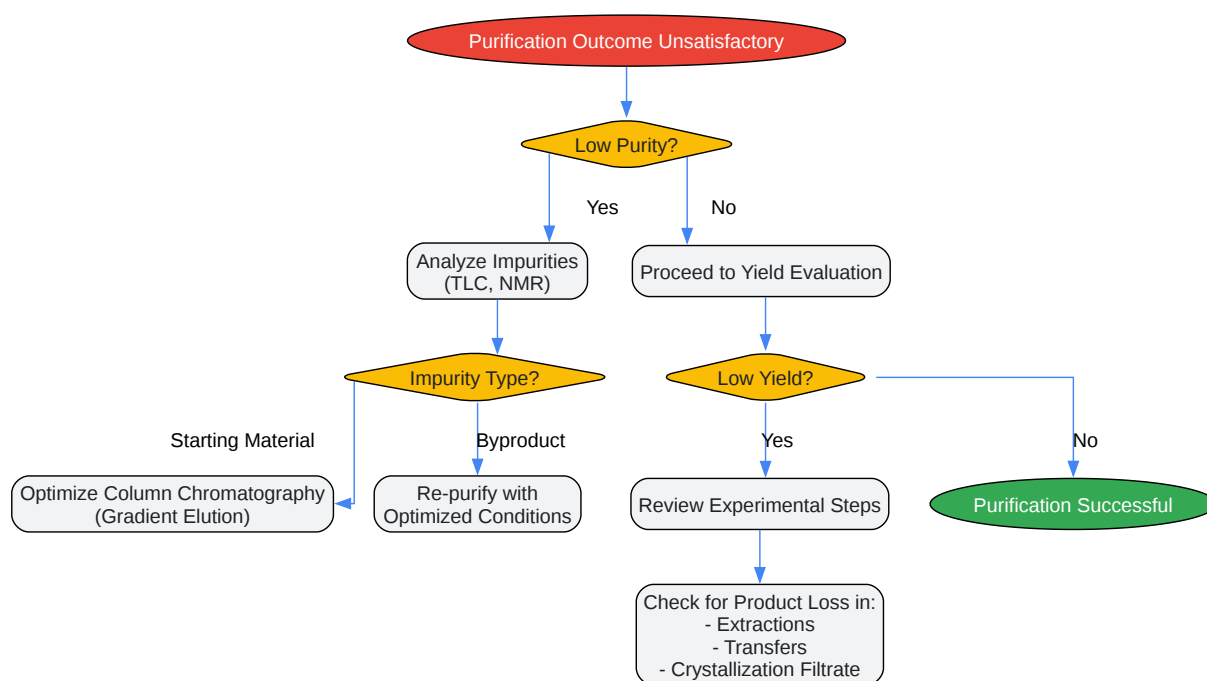 Purification Outcome Unsatisfactory
Low Purity?
Yes
No
Analyze Impurities
(TLC, NMR)
Proceed to Yield Evaluation
Impurity Type?
Low Yield?
Starting Material
Byproduct
Yes
No
Optimize Column Chromatography
(Gradient Elution)
Re-purify with
Optimized Conditions
Review Experimental Steps
Purification Successful
Check for Product Loss in:
- Extractions
- Transfers
- Crystallization Filtrate